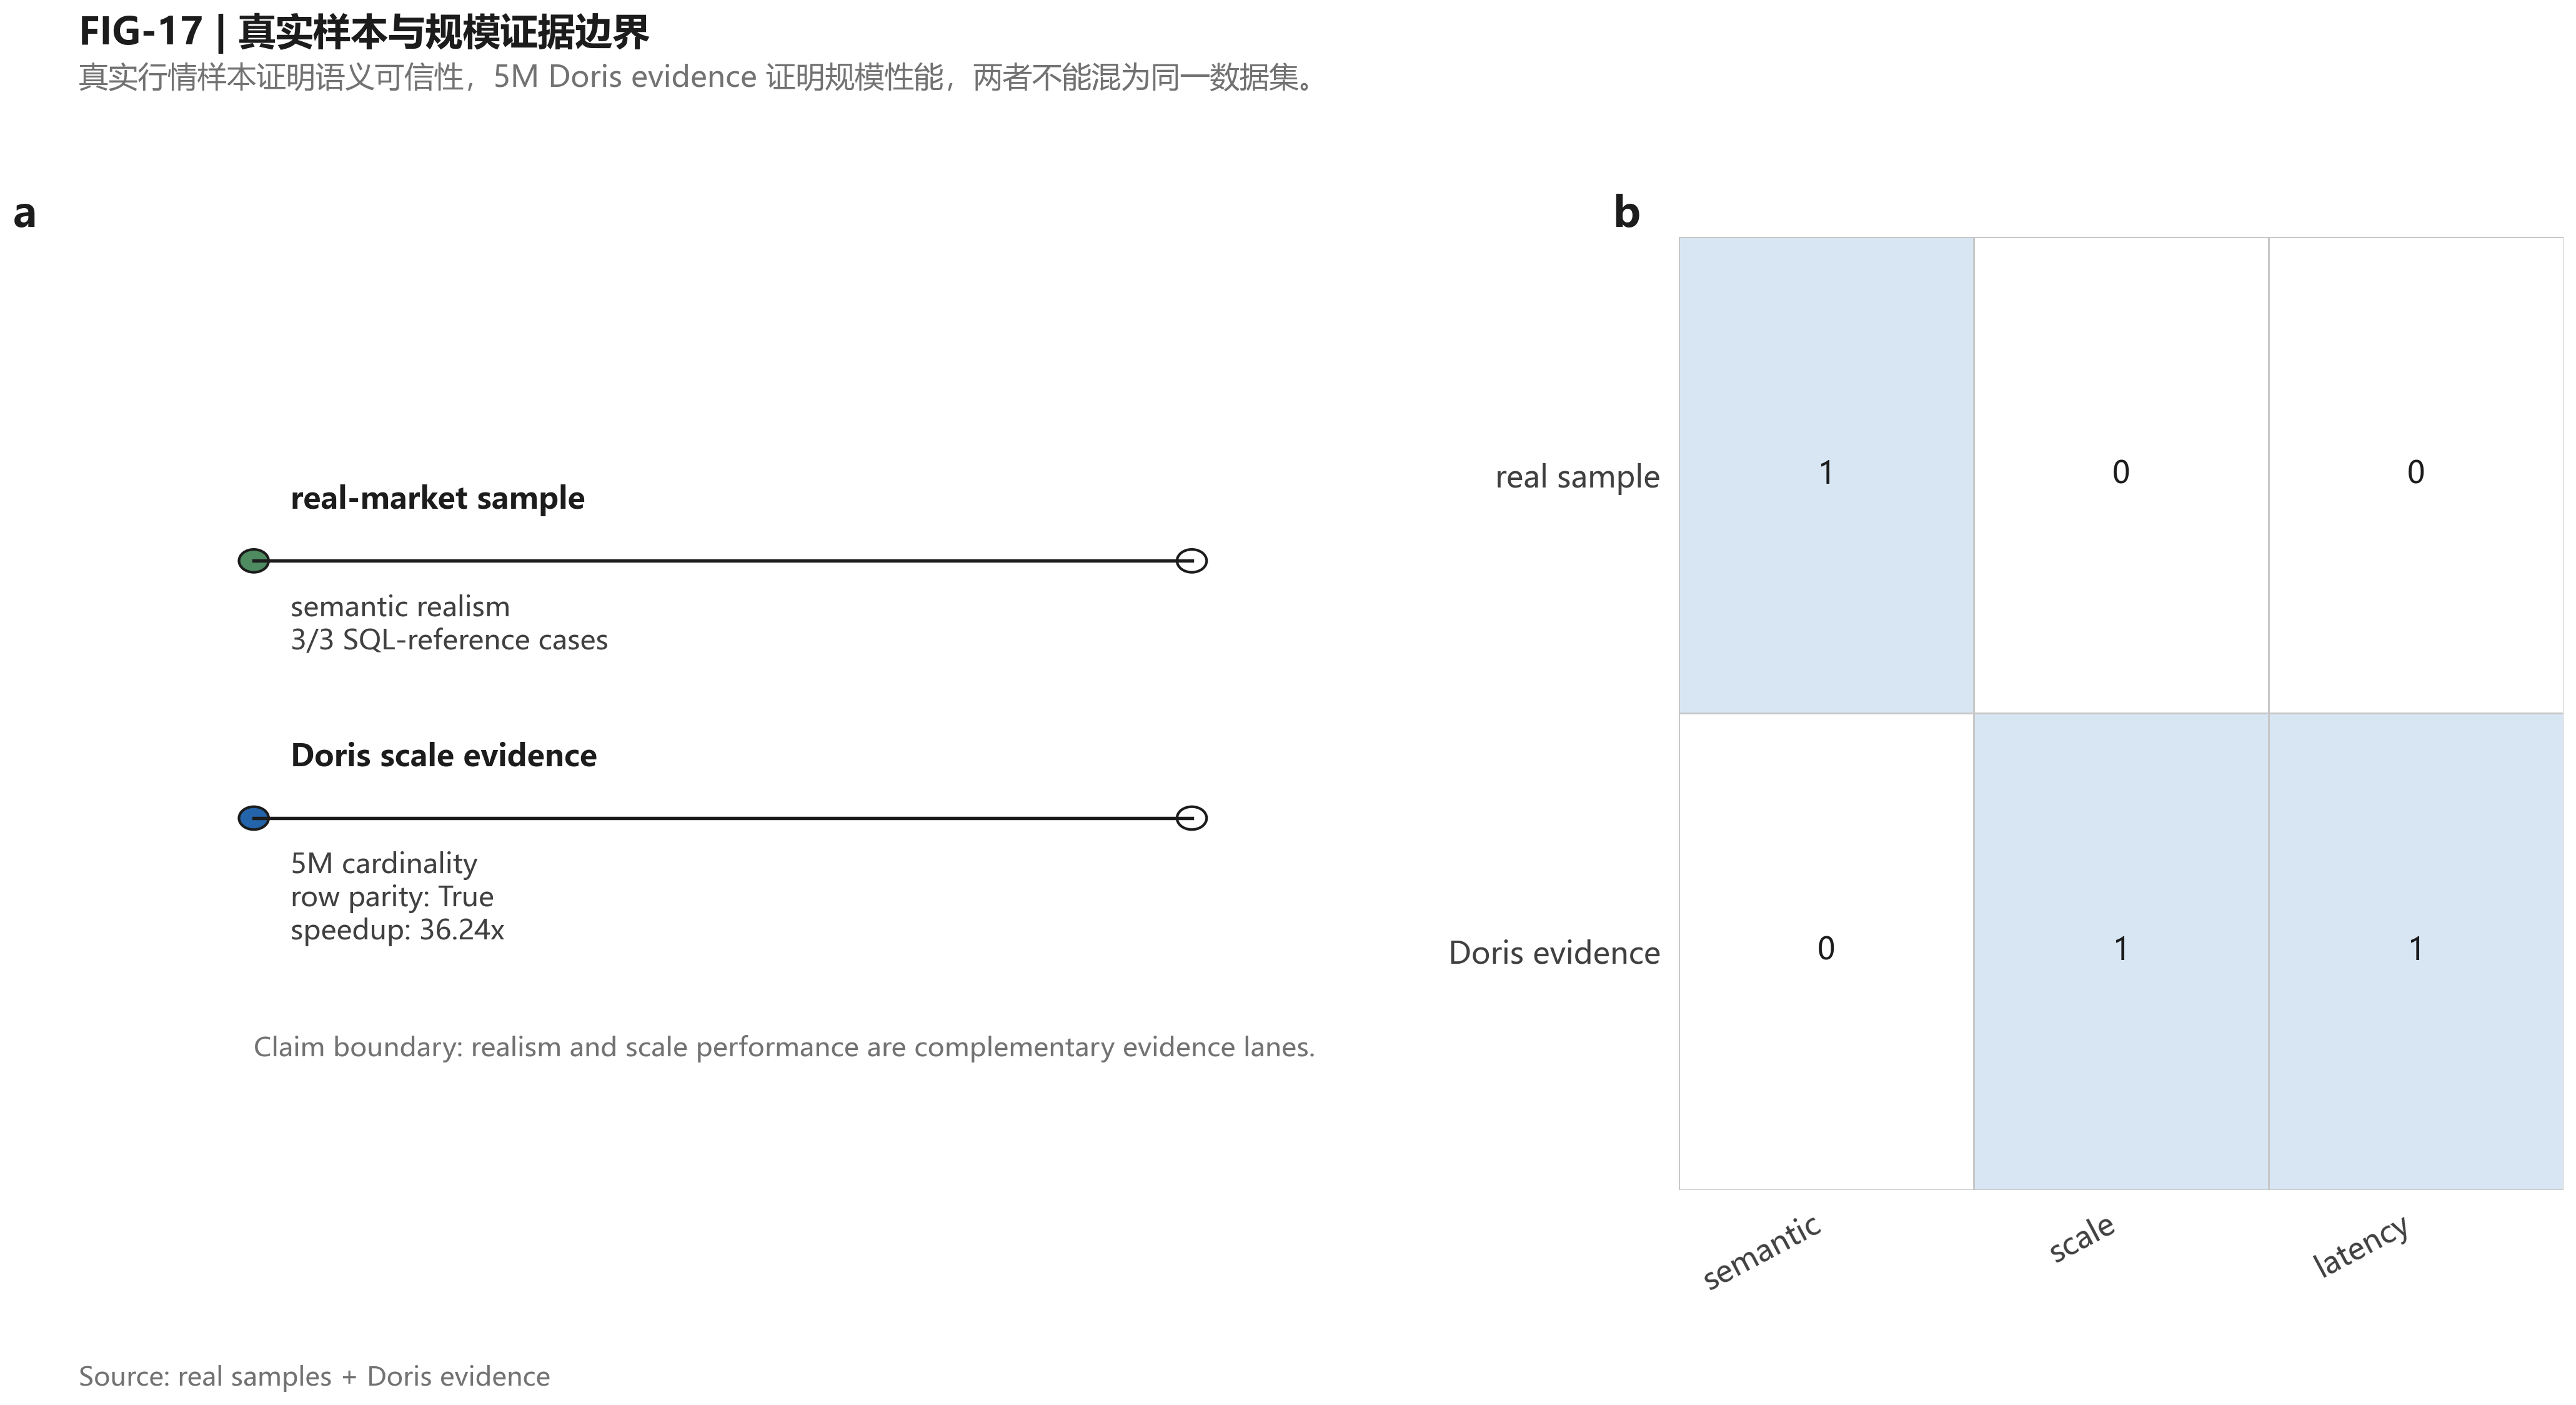 FIG-17 | 真实样本与规模证据边界
真实行情样本证明语义可信性，5M Doris evidence 证明规模性能，两者不能混为同一数据集。
a
real-market sample
semantic realism
3/3 SQL-reference cases
Doris scale evidence
5M cardinality
row parity: True
speedup: 36.24x
Claim boundary: realism and scale performance are complementary evidence lanes.
b
real sample 1 0 0
Doris evidence 0 1 1
semantic scale latency
Source: real samples + Doris evidence